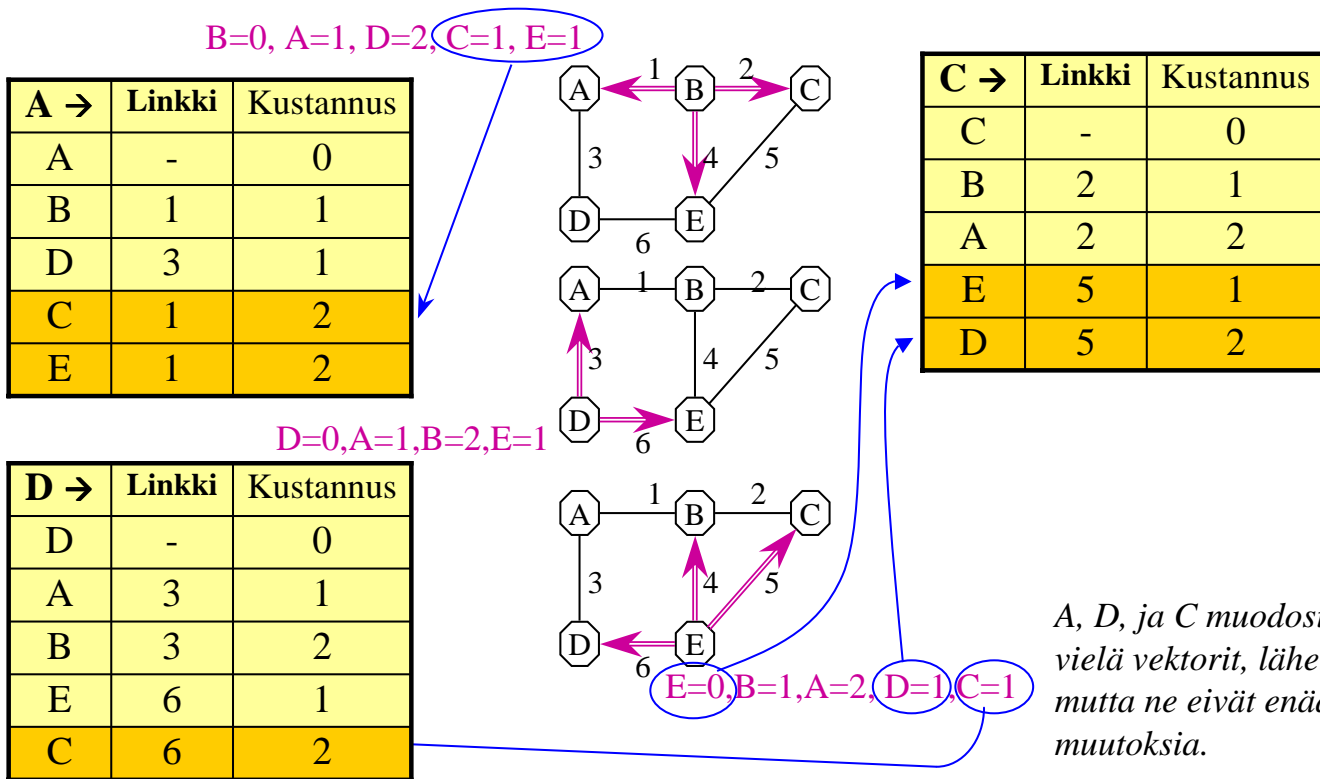 B=0, A=1, D=2, C=1, E=1
A → Linkki Kustannus
A - 0
B 1 1
D 3 1
C 1 2
E 1 2
A 1 B 2 C
3 4 5
D 6 E
C → Linkki Kustannus
C - 0
B 2 1
A 2 2
E 5 1
D 5 2
A 1 B 2 C
3 4 5
D 6 E
D=0,A=1,B=2,E=1
D → Linkki Kustannus
D - 0
A 3 1
B 3 2
E 6 1
C 6 2
A 1 B 2 C
3 4 5
D 6 E
E=0,B=1,A=2, D=1,C=1
A, D, ja C
vielä vektorit,
mutta ne eivät
muutoksia.